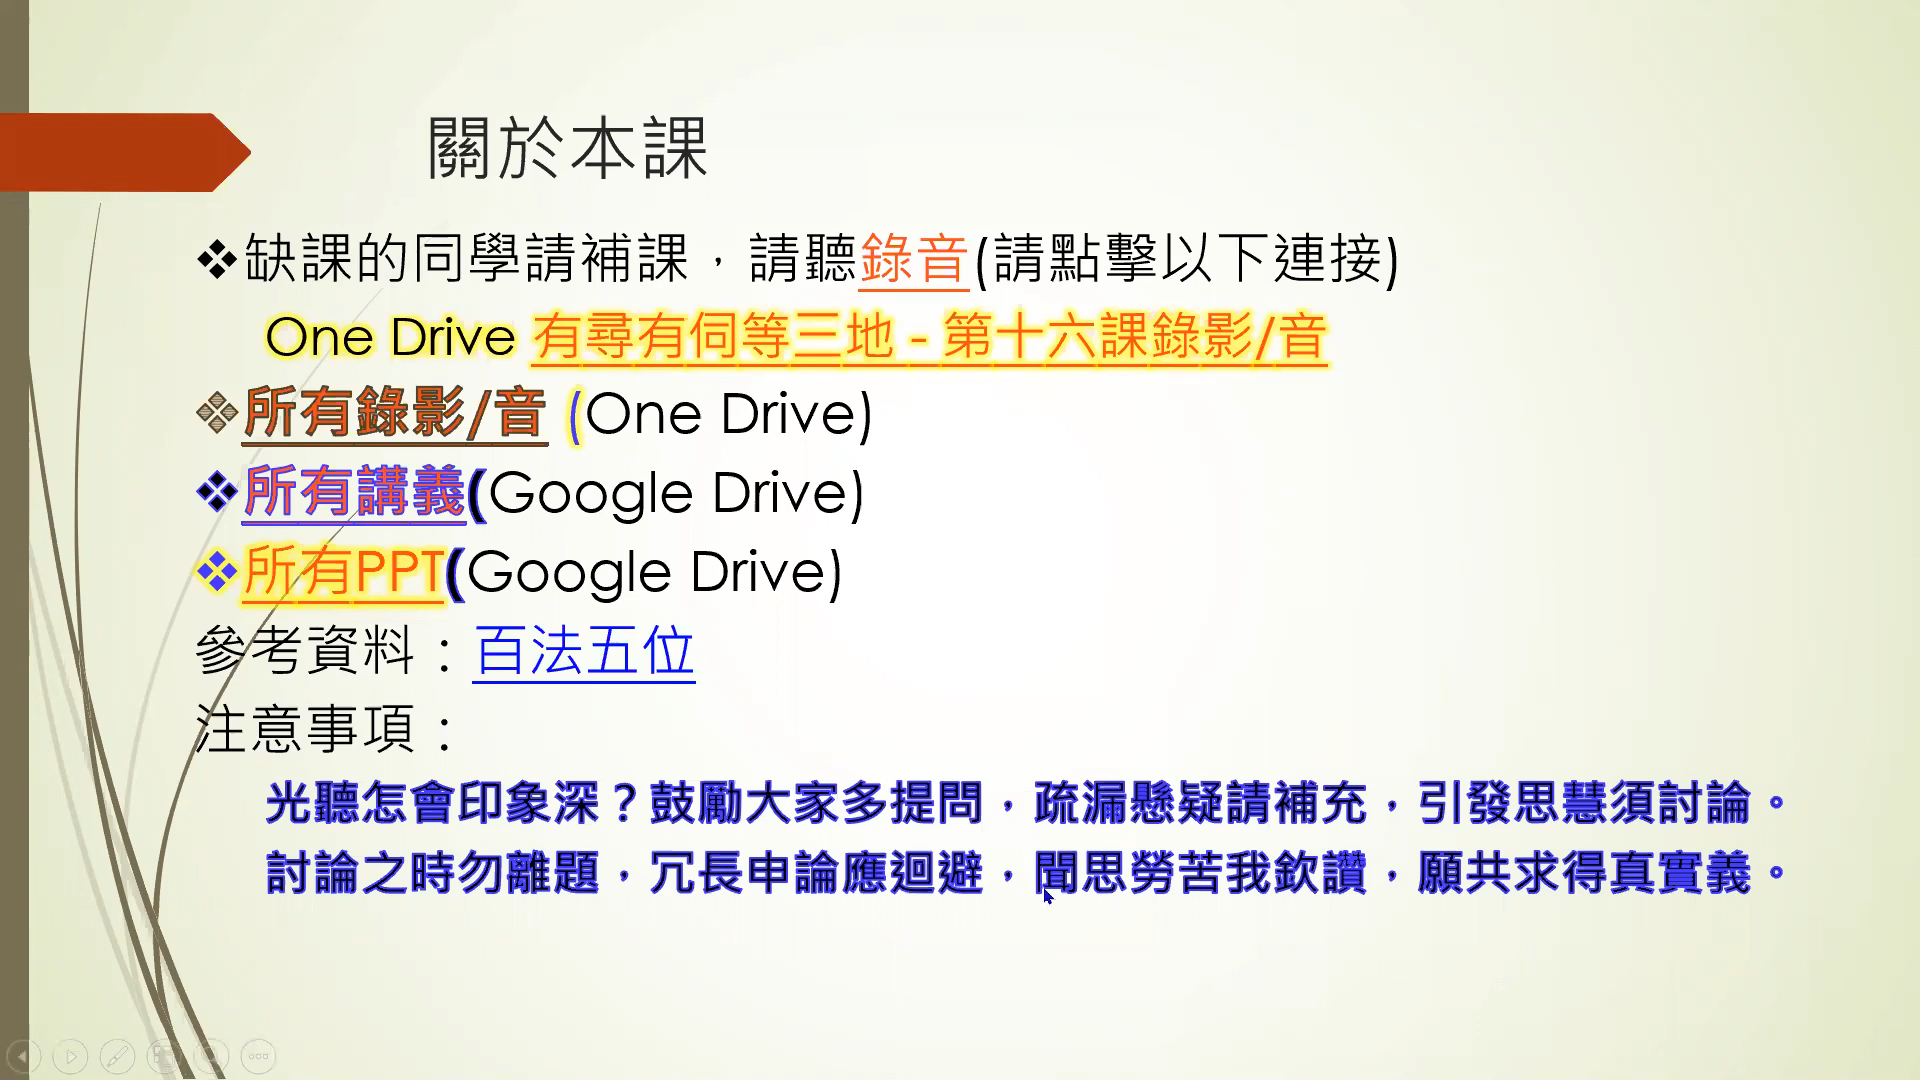 關於本課
❖缺課的同學請補課，請聽錄音(請點擊以下連接)
One Drive 有尋有伺等三地 - 第十六課錄影/音
❖所有錄影/音 (One Drive)
❖所有講義(Google Drive)
❖所有PPT(Google Drive)
參考資料：百法五位
注意事項：
光聽怎會印象深？鼓勵大家多提問，疏漏懸疑請補充，引發思慧須討論。
討論之時勿離題，冗長申論應迴避，聞思勞苦我欽讚，願共求得真實義。